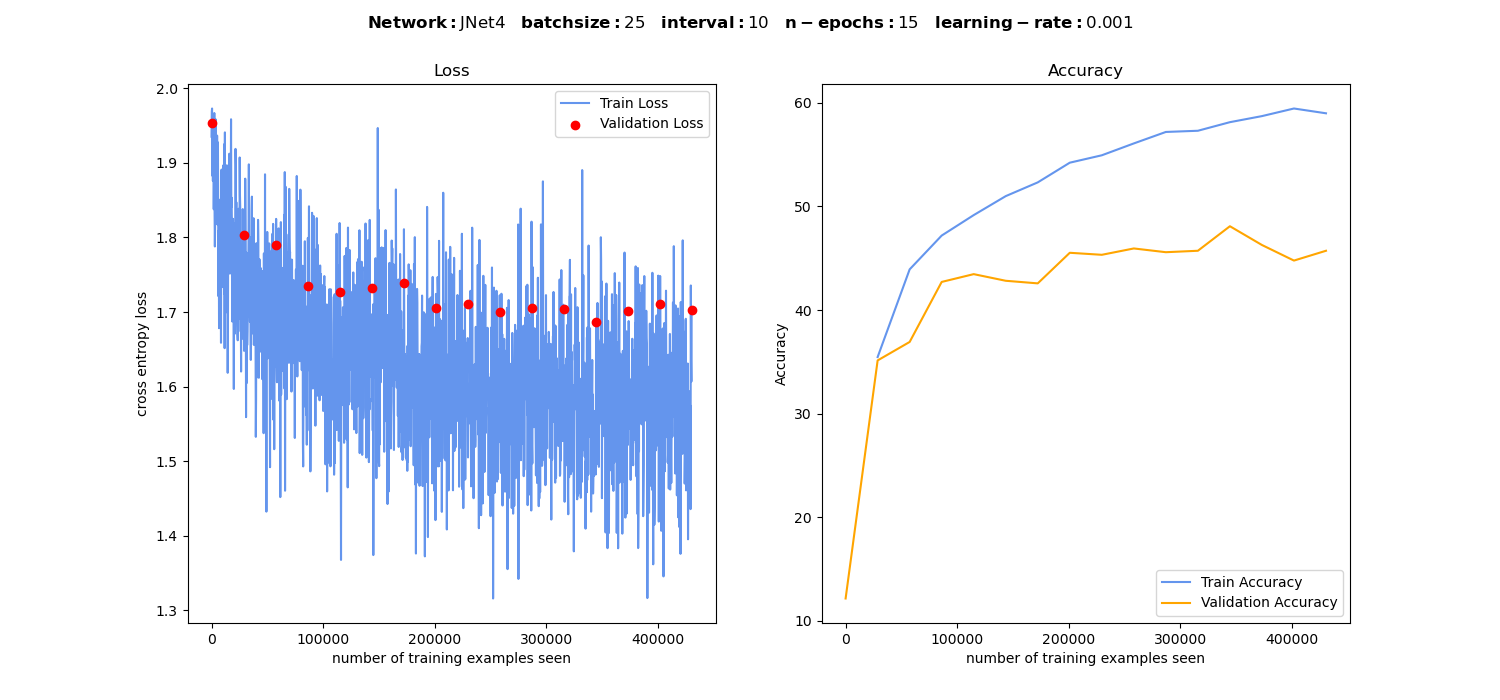 Network: JNet4 batchsize: 25 interval: 10 n − epochs: 15 learning − rate: 0.001
Loss
2.0
1.9
1.8
1.7
1.6
1.5
1.4
1.3
cross entropy loss
Train Loss
Validation Loss
0 100000 200000 300000 400000
number of training examples seen
Accuracy
60
50
40
30
20
10
Accuracy
Train Accuracy
Validation Accuracy
0 100000 200000 300000 400000
number of training examples seen